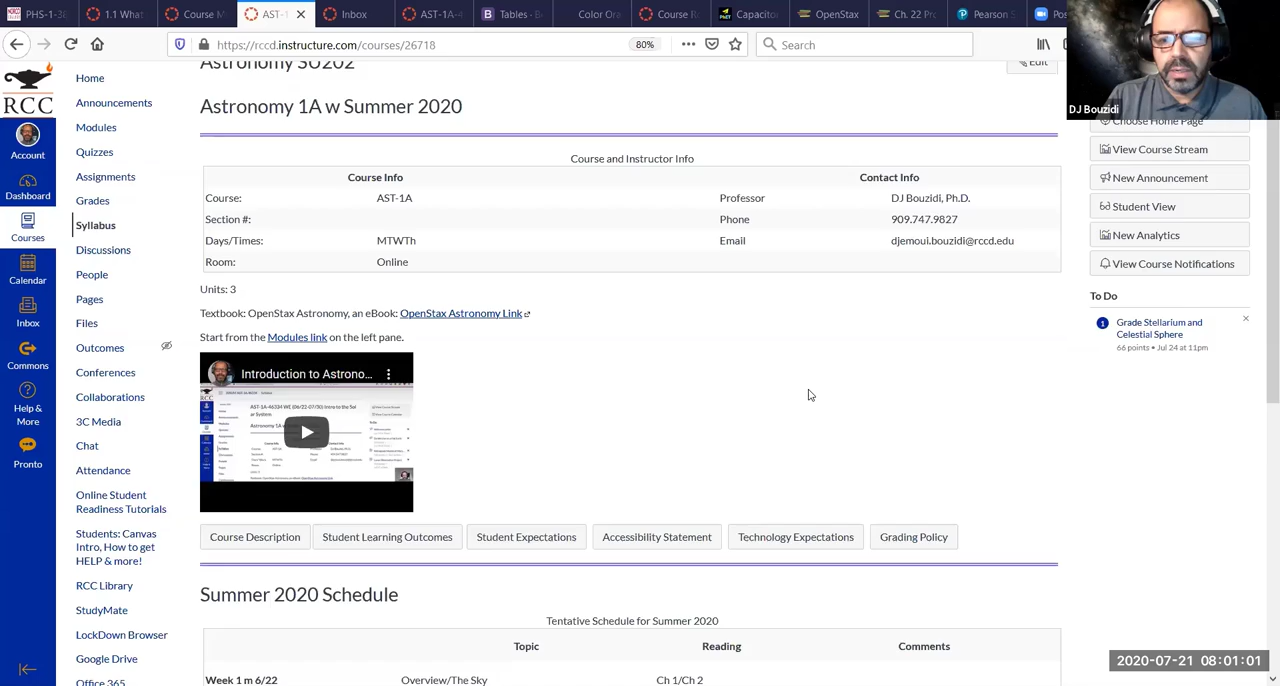 PHS-1-38
1.1 What
Course M
AST-1
Inbox
AST-1A-4
Tables - B
Color Ora
Course R
Capacitor
OpenStax
Ch. 22 Pr
Pearson S
Pos
https://rccd.instructure.com/courses/26718
80%
Search
DJ Bouzidi
RCC
Account
Dashboard
Courses
Calendar
Inbox
Commons
Help & More
Pronto
Home
Announcements
Modules
Quizzes
Assignments
Grades
Syllabus
Discussions
People
Pages
Files
Outcomes
Conferences
Collaborations
3C Media
Chat
Attendance
Online Student
Readiness Tutorials
Students: Canvas
Intro, How to get
HELP & more!
RCC Library
StudyMate
LockDown Browser
Google Drive
Office 365
Astronomy SU202
Edit
Astronomy 1A w Summer 2020
Course and Instructor Info
Course Info Contact Info
Course: AST-1A Professor DJ Bouzidi, Ph.D.
Section #: Phone 909.747.9827
Days/Times: MTWTh Email djemoui.bouzidi@rccd.edu
Room: Online
Units: 3
Textbook: OpenStax Astronomy, an eBook: OpenStax Astronomy Link
Start from the Modules link on the left pane.
Introduction to Astrono...
Course Description
Student Learning Outcomes
Student Expectations
Accessibility Statement
Technology Expectations
Grading Policy
Summer 2020 Schedule
Tentative Schedule for Summer 2020
Topic Reading Comments
Week 1 m 6/22 Overview/The Sky Ch 1/Ch 2
Choose Home Page
View Course Stream
New Announcement
Student View
New Analytics
View Course Notifications
To Do
1
Grade Stellarium and
Celestial Sphere
66 points • Jul 24 at 11pm
2020-07-21 08:01:01